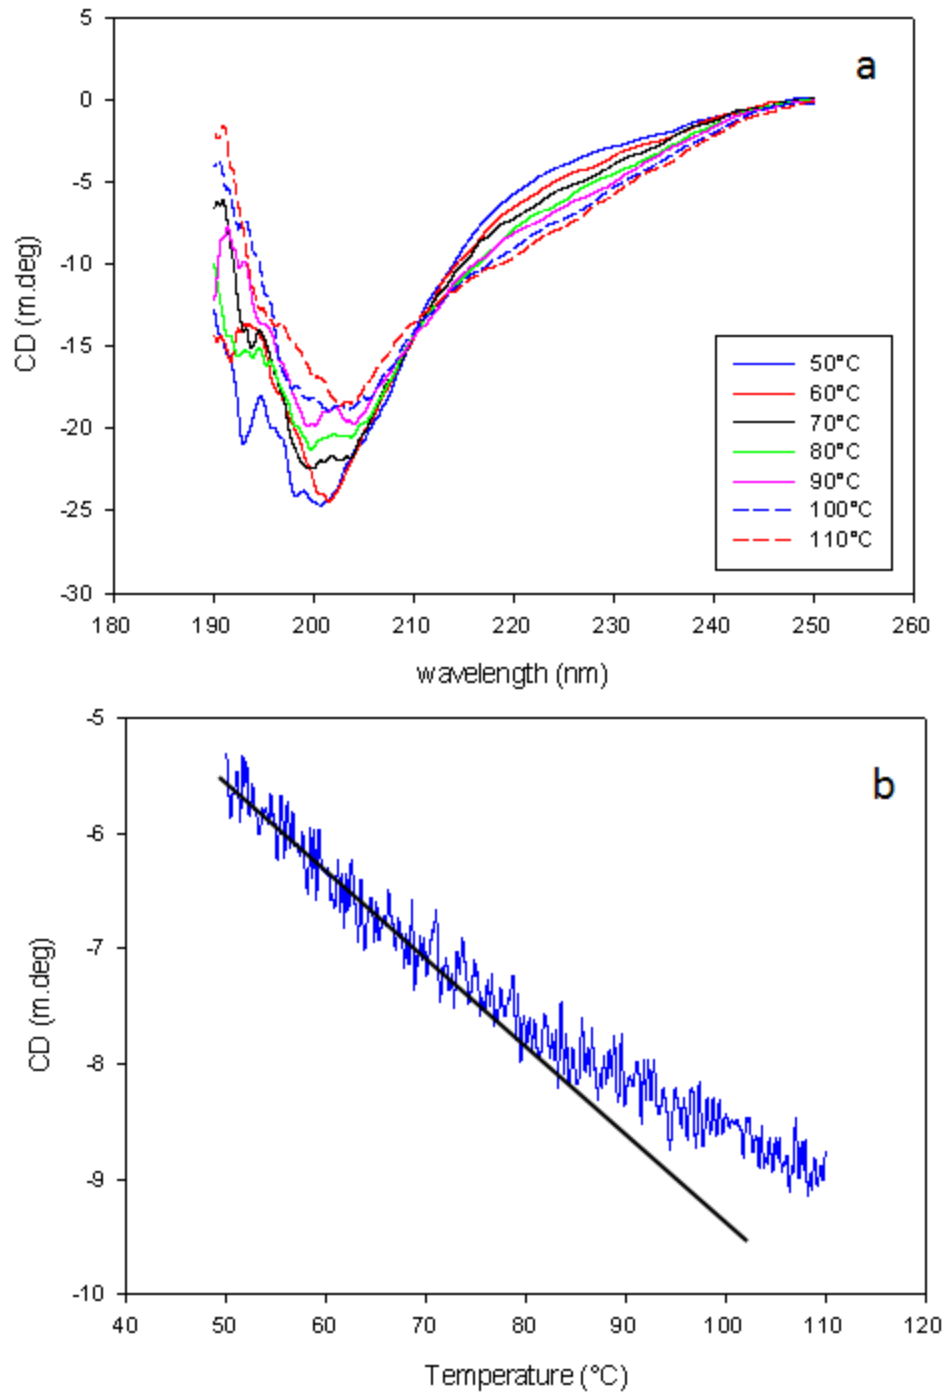 5
a
0
-5
-10
-15
-20
-25
-30
CD (m.deg)
50°C
60°C
70°C
80°C
90°C
100°C
110°C
180 190 200 210 220 230 240 250 260
wavelength (nm)
-5
b
-6
-7
-8
-9
-10
CD (m.deg)
40 50 60 70 80 90 100 110 120
Temperature (°C)